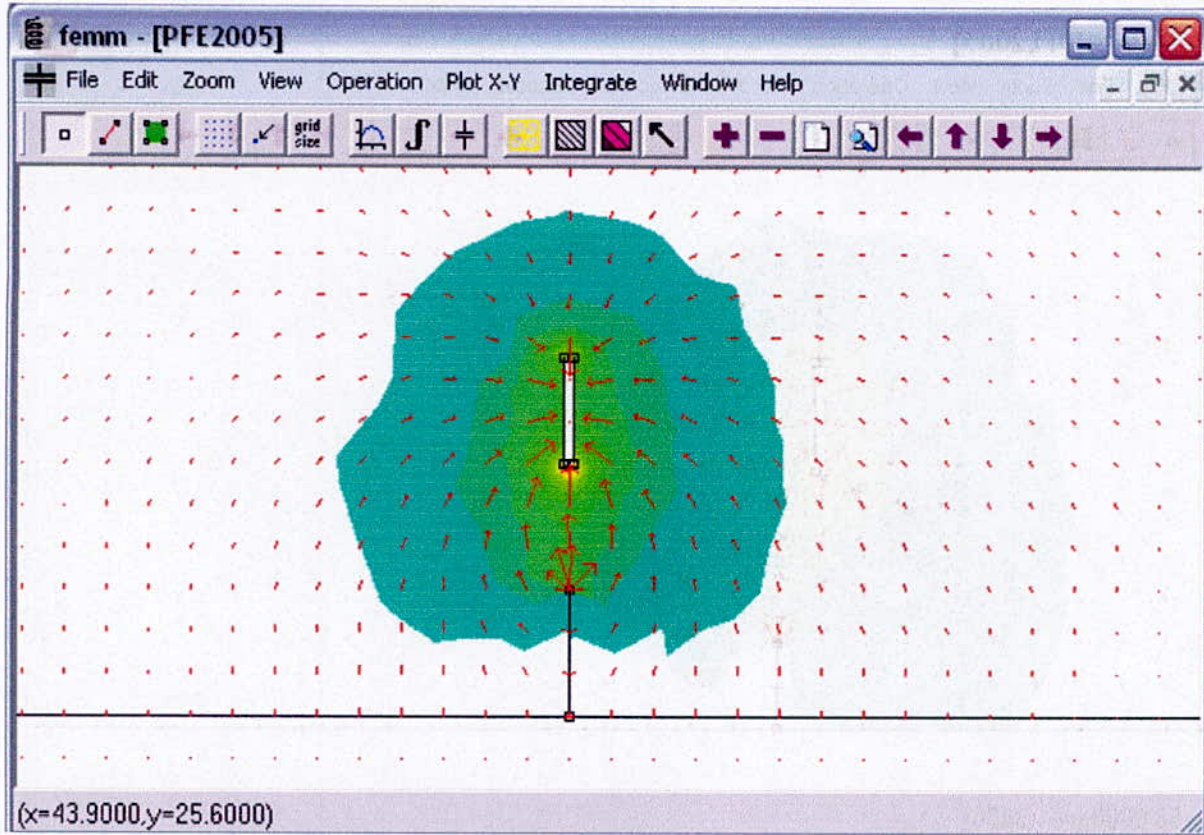 femm - [PFE2005]
File Edit Zoom View Operation Plot X-Y Integrate Window Help
grid
size
(x=43.9000,y=25.6000)